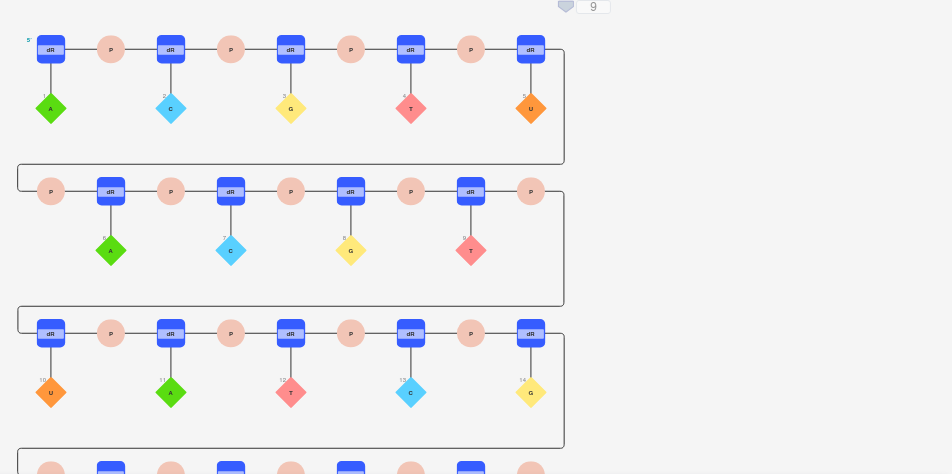 9
5'
dR P dR P dR P dR P dR
1 2 3 4 5
A C G T U
P dR P dR P dR P dR P
6 7 8 9
A C G T
dR P dR P dR P dR P dR
10 11 12 13 14
U A T C G